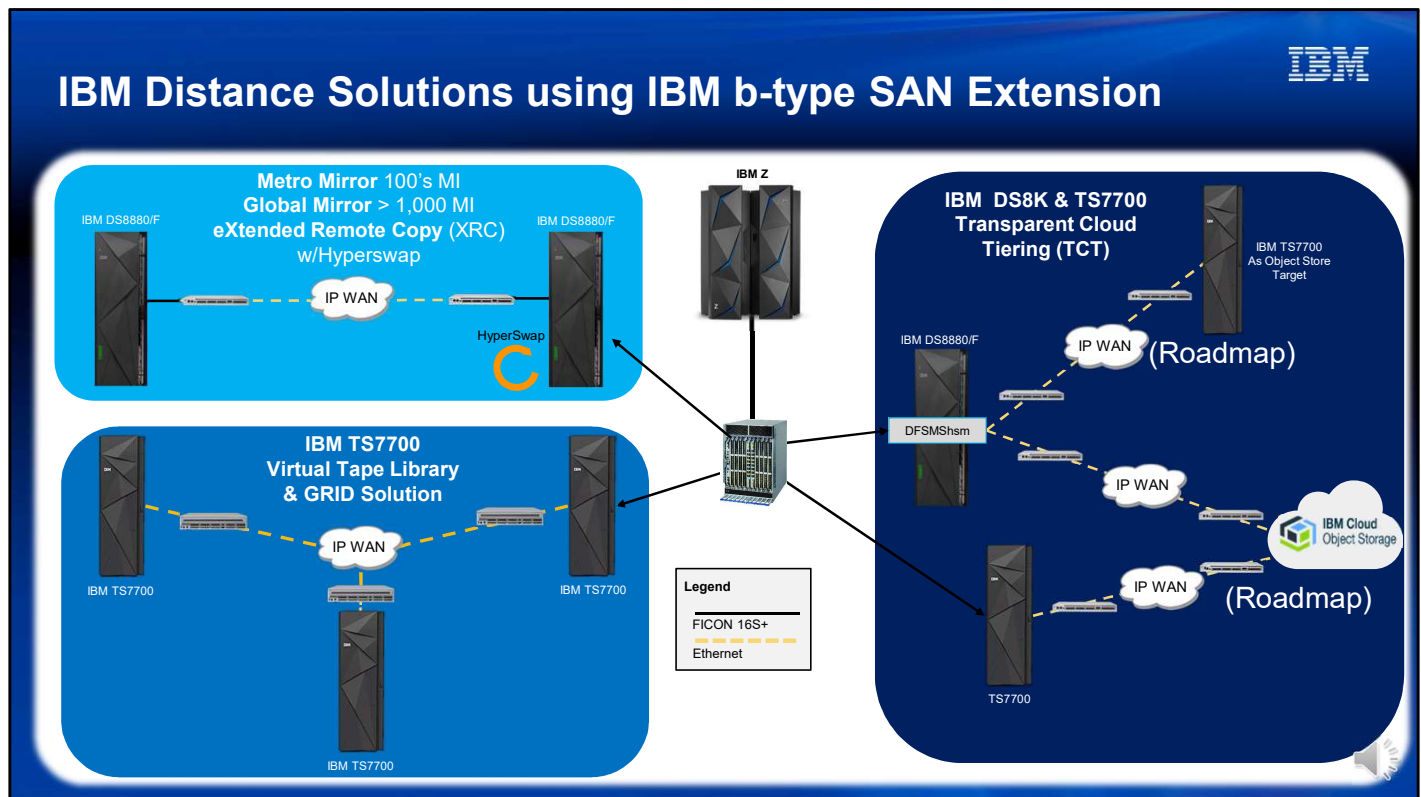 IBM Distance Solutions using IBM b-type SAN Extension
IBM
Metro Mirror 100's MI
Global Mirror > 1,000 MI
eXtended Remote Copy (XRC)
w/Hyperswap
IBM DS8880/F
IBM DS8880/F
IP WAN
HyperSwap
IBM TS7700
Virtual Tape Library
& GRID Solution
IP WAN
IBM TS7700
IBM TS7700
IBM TS7700
IBM Z
Z
Legend
FICON 16S+
Ethernet
IBM DS8K & TS7700
Transparent Cloud
Tiering (TCT)
IBM TS7700
As Object Store
Target
IBM DS8880/F
IP WAN
(Roadmap)
DFSMShsm
IP WAN
IBM Cloud
Object Storage
IP WAN
(Roadmap)
TS7700